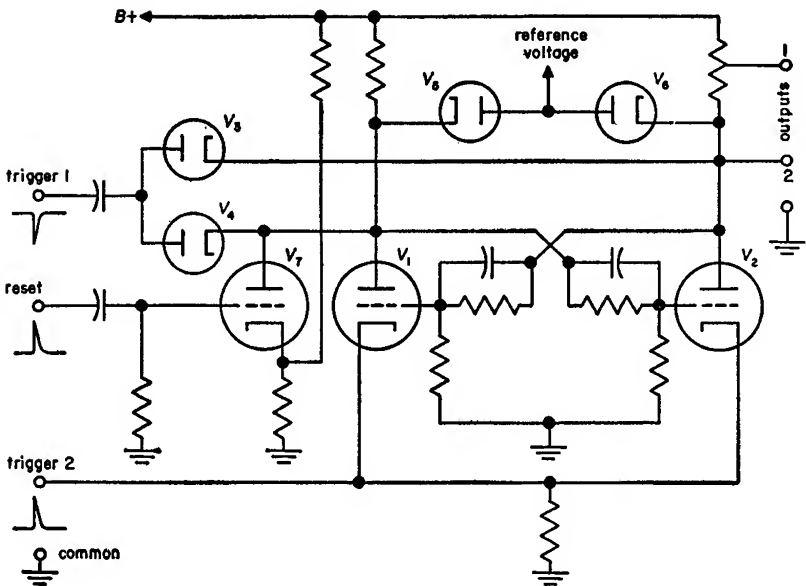 B+
reference
voltage
1
outputs
2
V5
V6
V3
trigger 1
V4
V7
V1
V2
reset
trigger 2
common